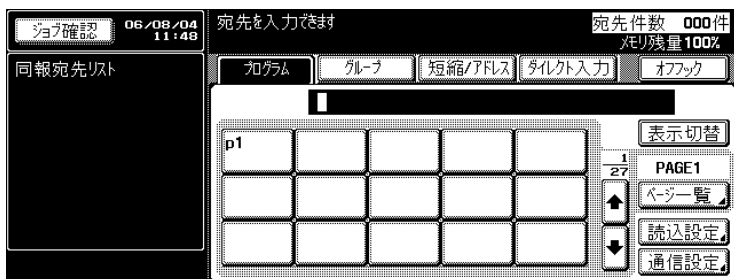 ジョブ確認
06/08/04
11:48
宛先を入力できます
宛先件数 000件
メモリ残量100%
同報宛先リスト
プログラム グループ 短縮/アドレス ダイレクト入力 オフフック
表示切替
p1
1
27
PAGE1
ページ一覧
読込設定
通信設定